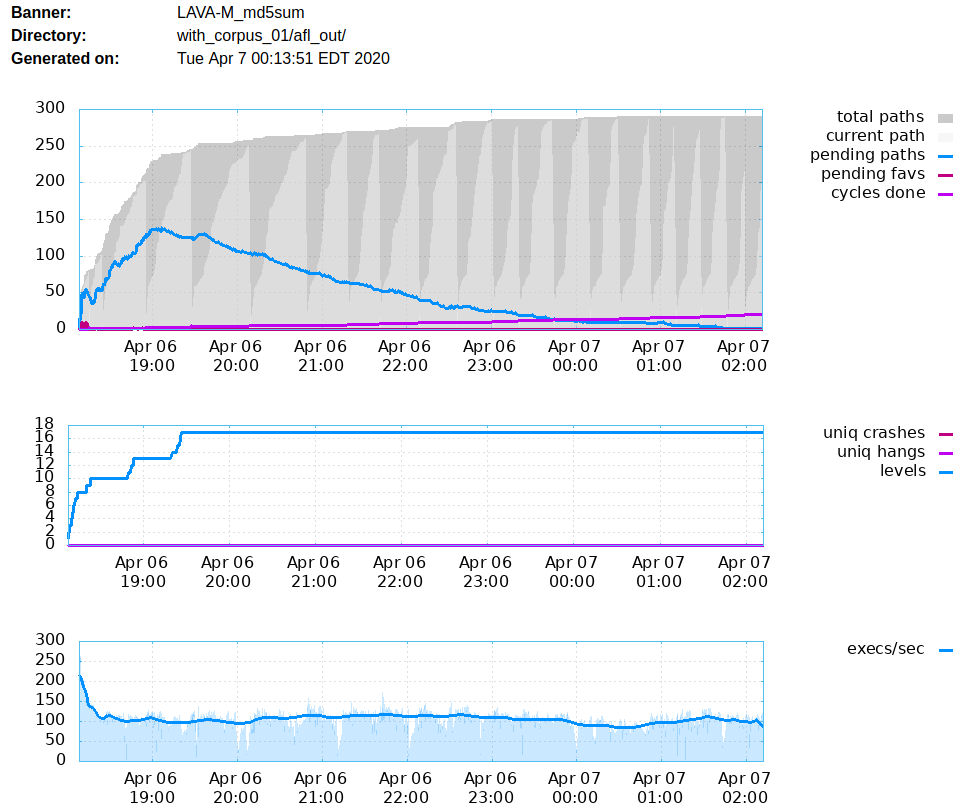 Banner: LAVA-M_md5sum
Directory: with_corpus_01/afl_out/
Generated on: Tue Apr 7 00:13:51 EDT 2020
300
250
200
150
100
50
0
Apr 06 Apr 06 Apr 06 Apr 06 Apr 06 Apr 07 Apr 07 Apr 07
19:00 20:00 21:00 22:00 23:00 00:00 01:00 02:00
total paths
current path
pending paths
pending favs
cycles done
18
16
14
12
10
8
6
4
2
0
Apr 06 Apr 06 Apr 06 Apr 06 Apr 06 Apr 07 Apr 07 Apr 07
19:00 20:00 21:00 22:00 23:00 00:00 01:00 02:00
uniq crashes
uniq hangs
levels
300
250
200
150
100
50
0
Apr 06 Apr 06 Apr 06 Apr 06 Apr 06 Apr 07 Apr 07 Apr 07
19:00 20:00 21:00 22:00 23:00 00:00 01:00 02:00
execs/sec